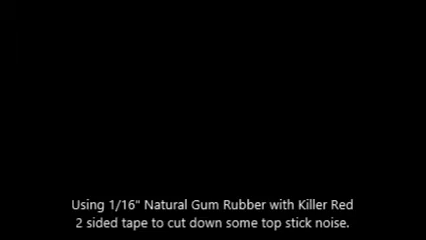 Using 1/16" Natural Gum Rubber with Killer Red
2 sided tape to cut down some top stick noise.